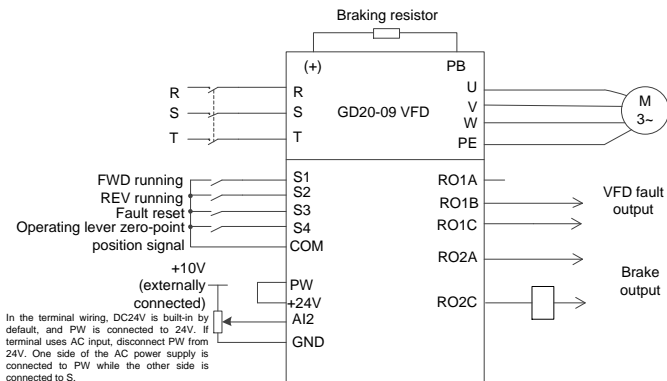 Braking resistor
(+)
PB
R
S
T
R
S
T
GD20-09 VFD
U
V
W
PE
M
3~
FWD running
REV running
Fault reset
Operating lever zero-point
position signal
S1
S2
S3
S4
COM
RO1A
RO1B
RO1C
RO2A
RO2C
VFD fault
output
Brake
output
+10V
(externally
connected)
PW
+24V
AI2
GND
In the terminal wiring, DC24V is built-in by
default, and PW is connected to 24V. If
terminal uses AC input, disconnect PW from
24V. One side of the AC power supply is
connected to PW while the other side is
connected to S.